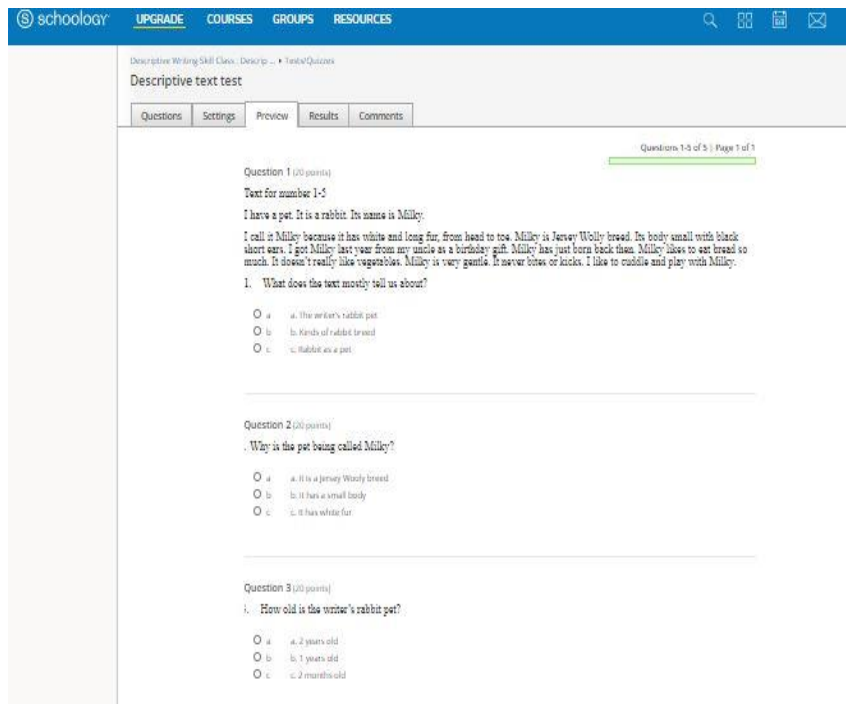 schoology UPGRADE COURSES GROUPS RESOURCES
Descriptive Writing Skill Class : Descrip ... ▸ Tests/Quizzes
Descriptive text test
Questions Settings Preview Results Comments
Questions 1-5 of 5 | Page 1 of 1
Question 1 (20 points)
Text for number 1-5
I have a pet. It is a rabbit. Its name is Milky.
I call it Milky because it has white and long fur, from head to toe. Milky is Jersey Wolly breed. Its body small with black
short ears. I got Milky last year from my uncle as a birthday gift. Milky has just born back then. Milky likes to eat bread so
much. It doesn't really like vegetables. Milky is very gentle. It never bites or kicks. I like to cuddle and play with Milky.
1. What does the text mostly tell us about?
a a. The writer's rabbit pet
b b. Kinds of rabbit breed
c c. Rabbit as a pet
Question 2 (20 points)
. Why is the pet being called Milky?
a a. It is a Jersey Wooly breed
b b. It has a small body
c c. It has white fur
Question 3 (20 points)
. How old is the writer's rabbit pet?
a a. 2 years old
b b. 1 years old
c c. 2 months old